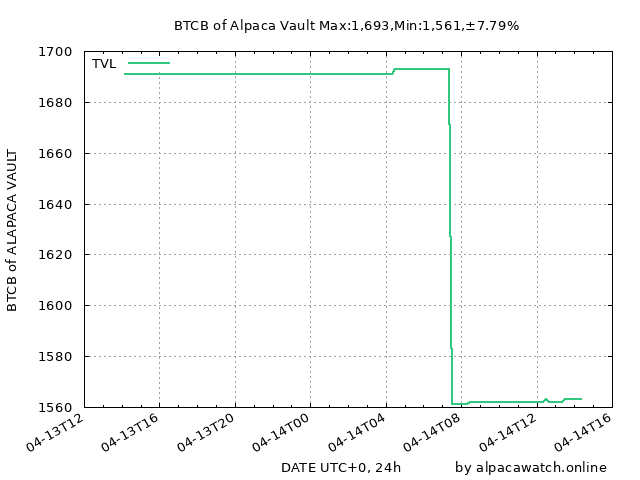 BTCB of Alpaca Vault Max:1,693,Min:1,561,±7.79%
TVL
BTCB of ALAPACA VAULT
1700
1680
1660
1640
1620
1600
1580
1560
04-13T12
04-13T16
04-13T20
04-14T00
04-14T04
04-14T08
04-14T12
04-14T16
DATE UTC+0, 24h
by alpacawatch.online